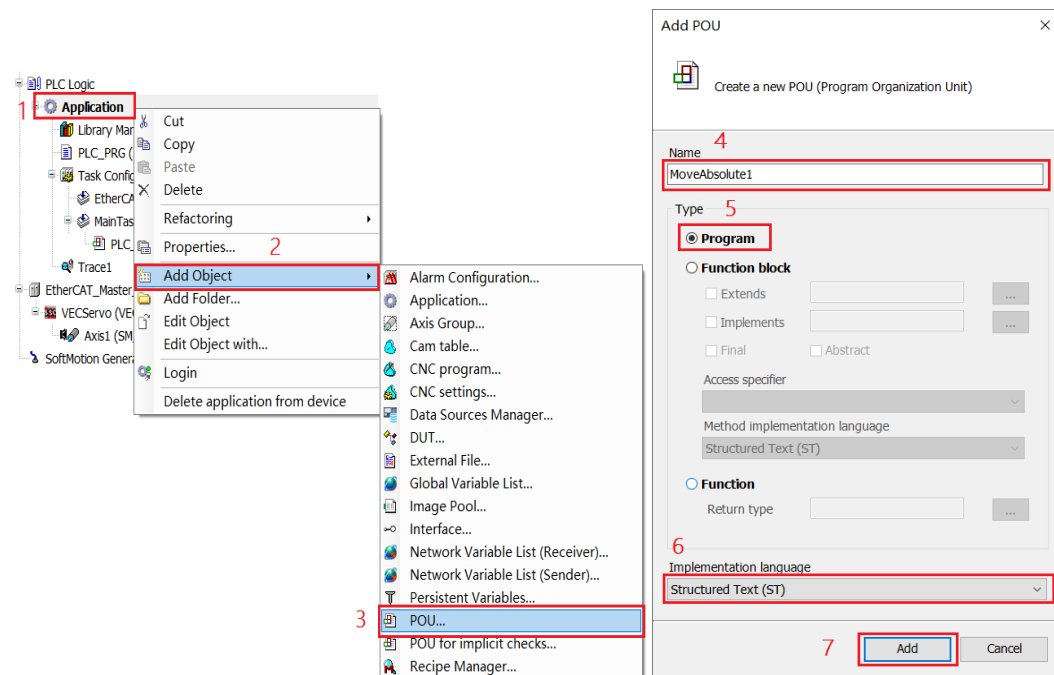 PLC Logic
1
Application
Library Mar
PLC_PRG (
Task Config
EtherCA
MainTas
PLC_
Trace1
EtherCAT_Master_
VECServo (VEC
Axis1 (SM_
SoftMotion Genera
Cut
Copy
Paste
Delete
Refactoring
Properties...
2
Add Object
Add Folder...
Edit Object
Edit Object with...
Login
Delete application from device
Alarm Configuration...
Application...
Axis Group...
Cam table...
CNC program...
CNC settings...
Data Sources Manager...
DUT...
External File...
Global Variable List...
Image Pool...
Interface...
Network Variable List (Receiver)...
Network Variable List (Sender)...
Persistent Variables...
3
POU...
POU for implicit checks...
Recipe Manager...
Add POU
Create a new POU (Program Organization Unit)
4
Name
MoveAbsolute1
Type
5
Program
Function block
Extends
...
Implements
...
Final Abstract
Access specifier
Method implementation language
Structured Text (ST)
Function
Return type
...
6
Implementation language
Structured Text (ST)
7
Add
Cancel